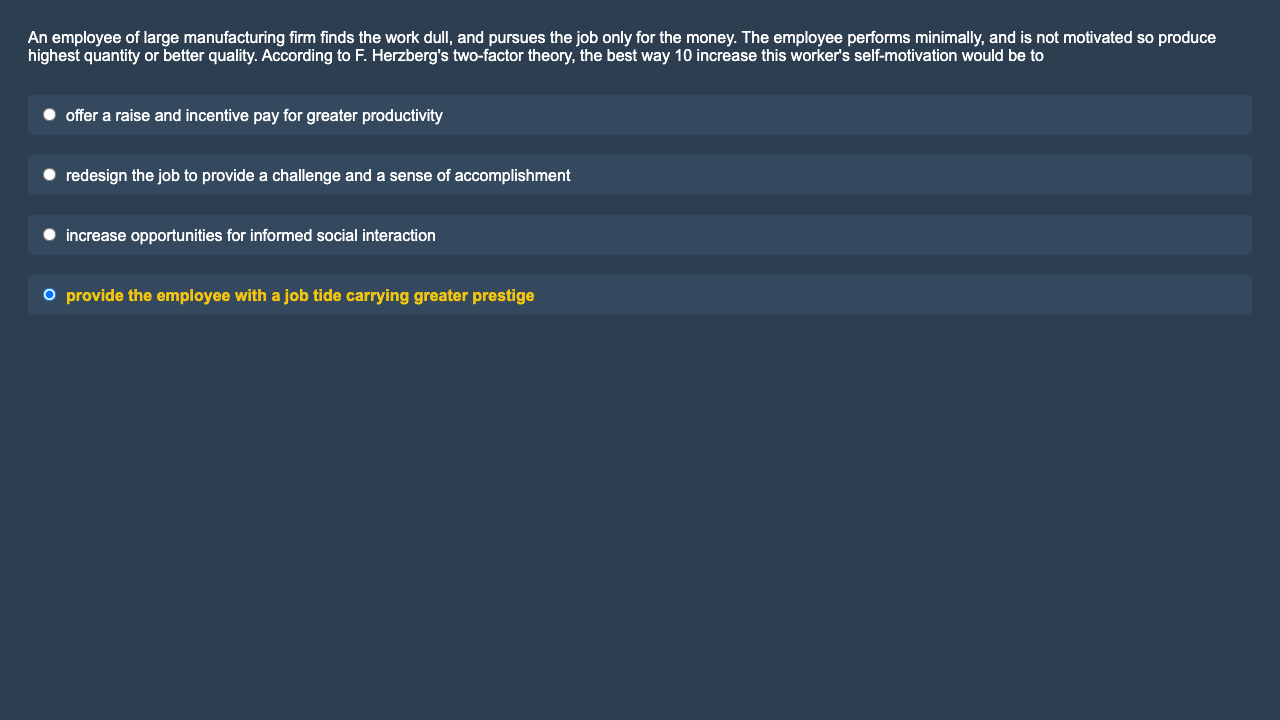 An employee of large manufacturing firm finds the work dull, and pursues the job only for the money. The employee performs minimally, and is not motivated so produce
highest quantity or better quality. According to F. Herzberg's two-factor theory, the best way 10 increase this worker's self-motivation would be to
offer a raise and incentive pay for greater productivity
redesign the job to provide a challenge and a sense of accomplishment
increase opportunities for informed social interaction
provide the employee with a job tide carrying greater prestige